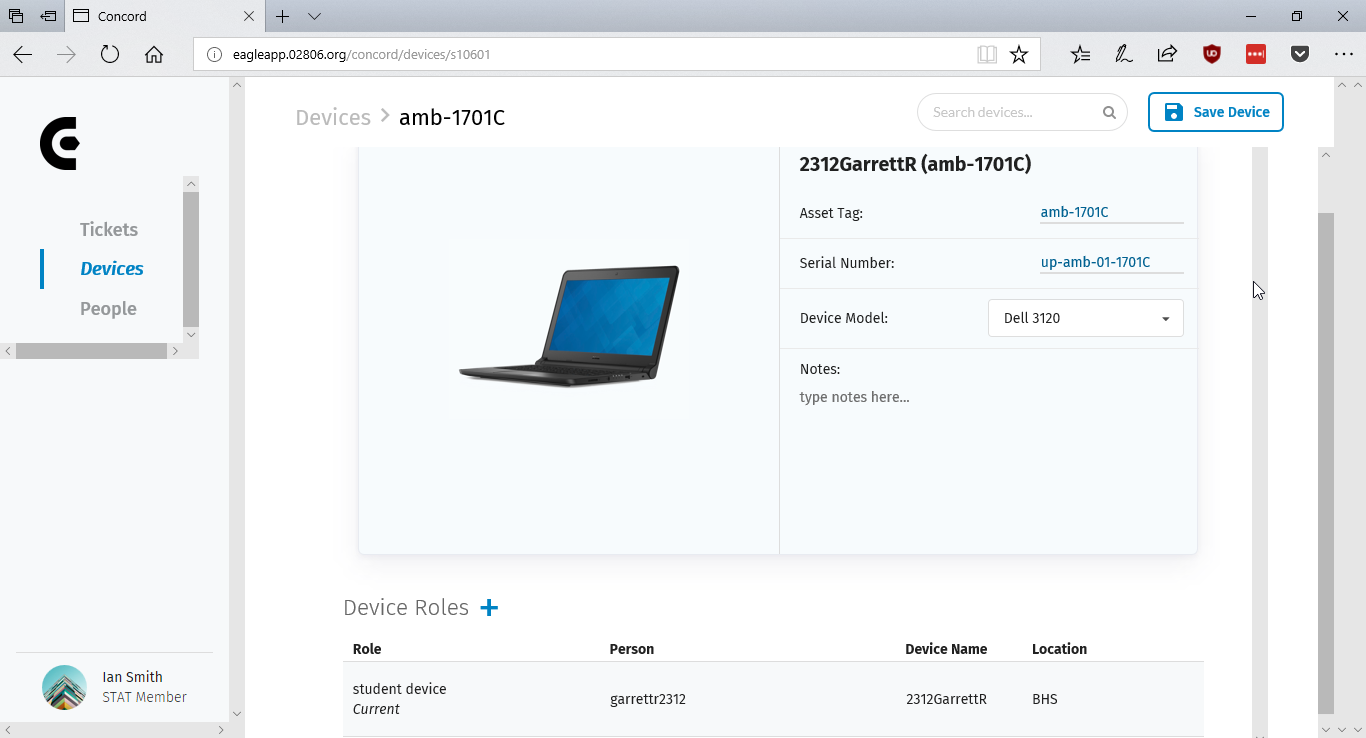 Concord
eagleapp.02806.org/concord/devices/s10601
Devices > amb-1701C
Search devices...
Save Device
Tickets
Devices
People
Ian Smith
STAT Member
2312GarrettR (amb-1701C)
Asset Tag: amb-1701C
Serial Number: up-amb-01-1701C
Device Model: Dell 3120
Notes:
type notes here...
Device Roles +
Role Person Device Name Location
student device
Current
garrettr2312 2312GarrettR BHS